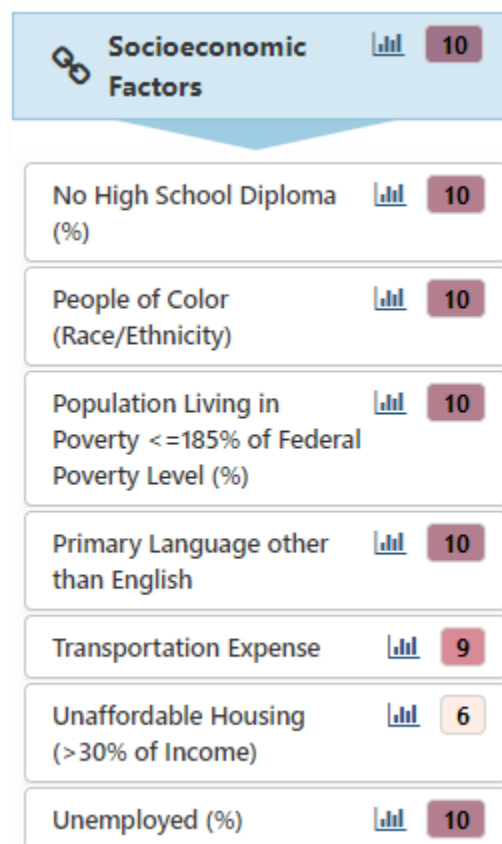 Socioeconomic 10
Factors
No High School Diploma 10
(%)
People of Color 10
(Race/Ethnicity)
Population Living in 10
Poverty <=185% of Federal
Poverty Level (%)
Primary Language other 10
than English
Transportation Expense 9
Unaffordable Housing 6
(>30% of Income)
Unemployed (%) 10